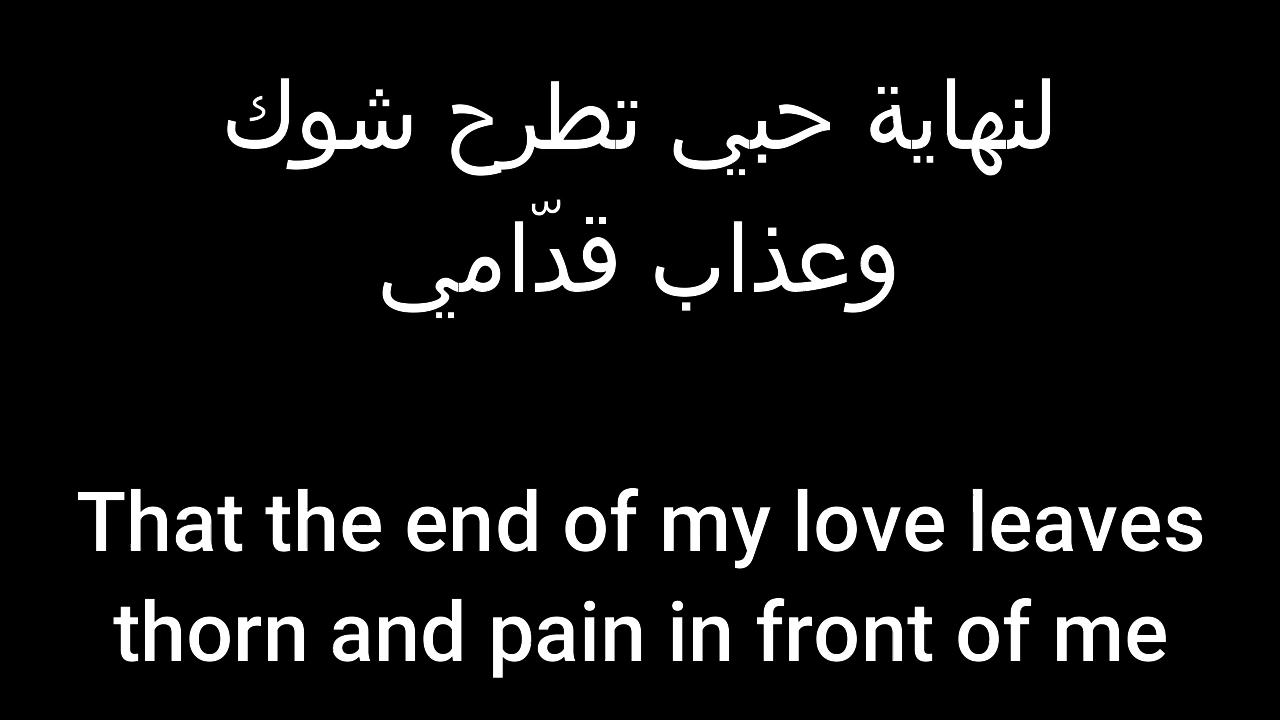 لنهاية حبي تطرح شوك
وعذاب قدّامي
That the end of my love leaves
thorn and pain in front of me